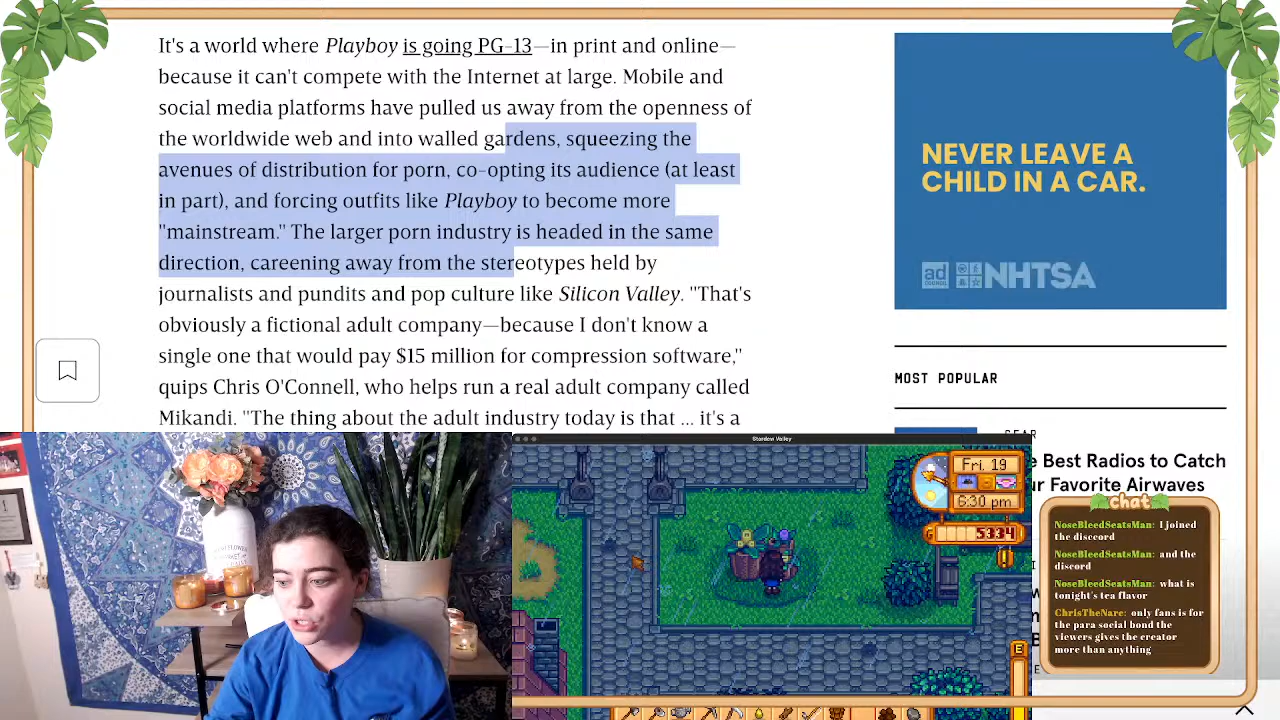 It's a world where Playboy is going PG-13—in print and online—
because it can't compete with the Internet at large. Mobile and
social media platforms have pulled us away from the openness of
the worldwide web and into walled gardens, squeezing the
avenues of distribution for porn, co-opting its audience (at least
in part), and forcing outfits like Playboy to become more
"mainstream." The larger porn industry is headed in the same
direction, careening away from the stereotypes held by
journalists and pundits and pop culture like Silicon Valley. "That's
obviously a fictional adult company—because I don't know a
single one that would pay $15 million for compression software,"
quips Chris O'Connell, who helps run a real adult company called
Mikandi. "The thing about the adult industry today is that ... it's a
NEVER LEAVE A
CHILD IN A CAR.
ad
NHTSA
MOST POPULAR
GEAR
Best Radios to Catch
Favorite Airwaves
Stardew Valley
Fri. 19
6:30 pm
5334
E
chat
NoseBleedSeatsMan: I joined
the disccord
NoseBleedSeatsMan: and the
discord
NoseBleedSeatsMan: what is
tonight's tea flavor
ChrisTheNare: only fans is for
the para social bond the
viewers gives the creator
more than anything